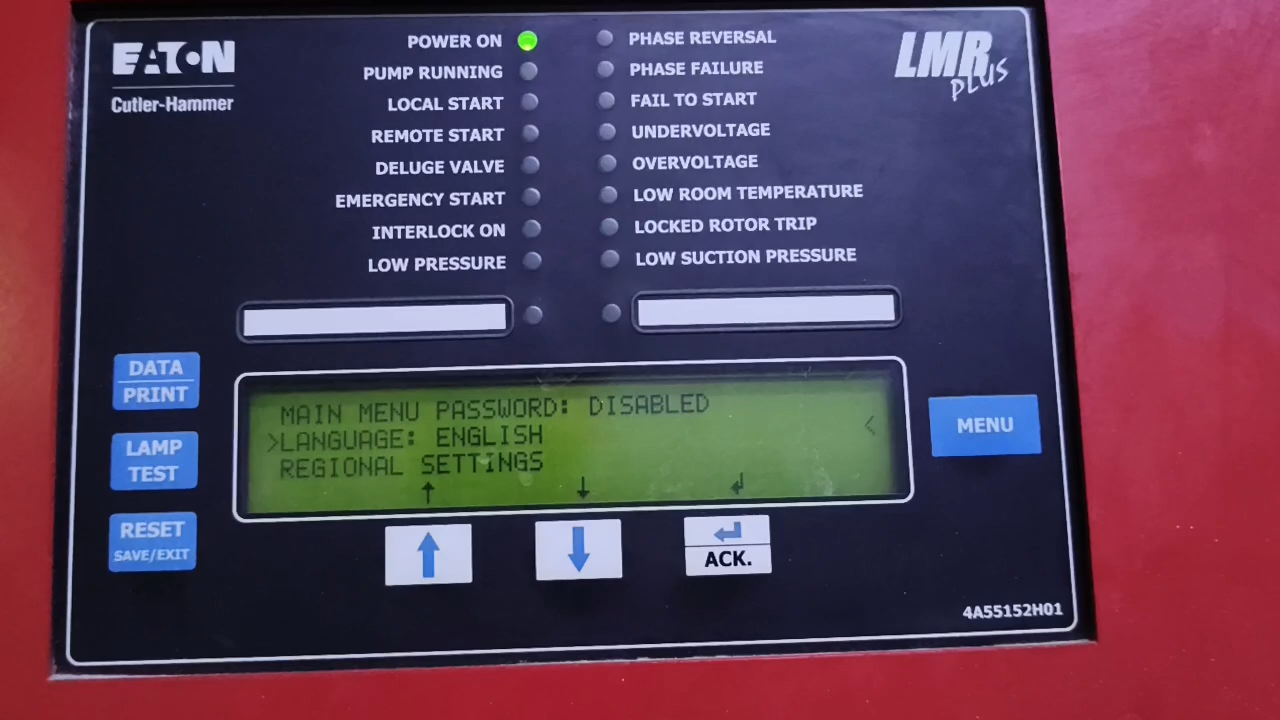 EATON
Cutler-Hammer
LMR
PLUS
POWER ON
PUMP RUNNING
LOCAL START
REMOTE START
DELUGE VALVE
EMERGENCY START
INTERLOCK ON
LOW PRESSURE
PHASE REVERSAL
PHASE FAILURE
FAIL TO START
UNDERVOLTAGE
OVERVOLTAGE
LOW ROOM TEMPERATURE
LOCKED ROTOR TRIP
LOW SUCTION PRESSURE
DATA
PRINT
LAMP
TEST
RESET
SAVE/EXIT
MAIN MENU PASSWORD: DISABLED
>LANGUAGE: ENGLISH <
REGIONAL SETTINGS
↑ ↓ ↲
MENU
↑ ↓ ↲
ACK.
4A55152H01